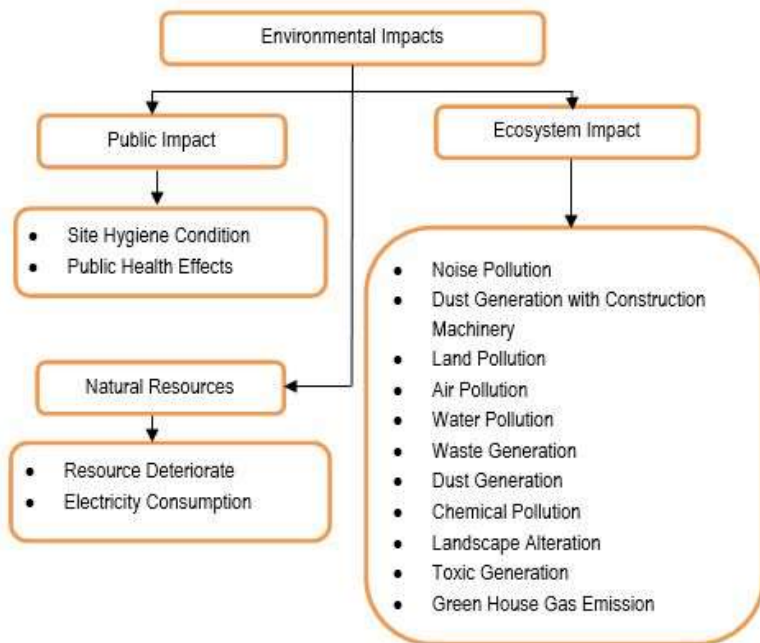 Environmental Impacts
Public Impact
Ecosystem Impact
• Site Hygiene Condition
• Public Health Effects
Natural Resources
• Resource Deteriorate
• Electricity Consumption
• Noise Pollution
• Dust Generation with Construction
Machinery
• Land Pollution
• Air Pollution
• Water Pollution
• Waste Generation
• Dust Generation
• Chemical Pollution
• Landscape Alteration
• Toxic Generation
• Green House Gas Emission